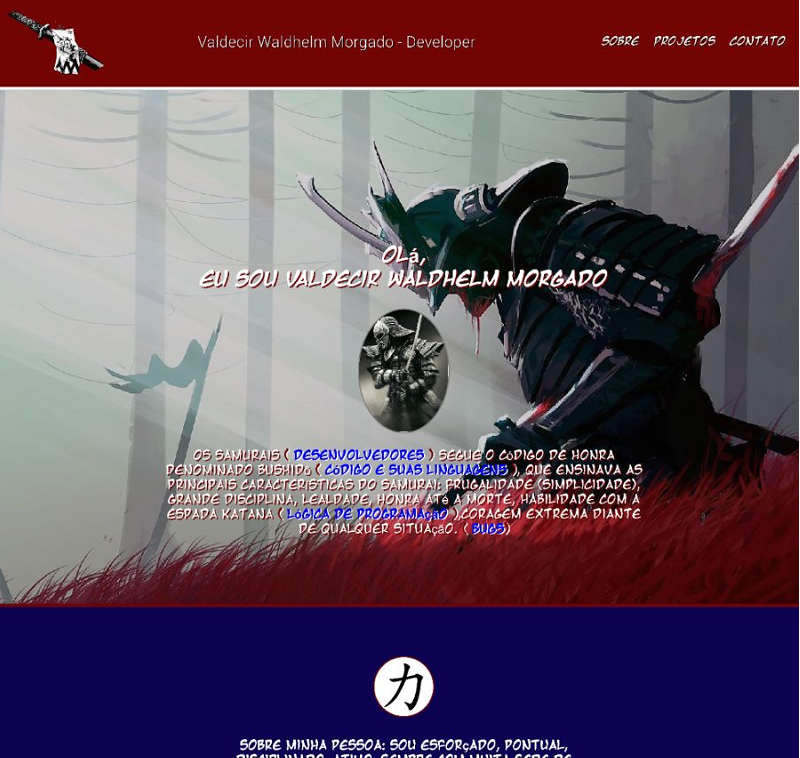 Valdecir Waldhelm Morgado - Developer
SOBRE PROJETOS CONTATO
OLá,
EU SOU VALDECIR WALDHELM MORGADO
OS SAMURAIS ( DESENVOLVEDORES ) SEGUE O CóDIGO DE HONRA
DENOMINADO BUSHIDō ( CóDIGO E SUAS LINGUAGENS ), QUE ENSINAVA AS
PRINCIPAIS CARACTERISTICAS DO SAMURAI: FRUGALIDADE (SIMPLICIDADE),
GRANDE DISCIPLINA, LEALDADE, HONRA ATé A MORTE, HABILIDADE COM A
ESPADA KATANA ( LóGICA DE PROGRAMAçãO ),CORAGEM EXTREMA DIANTE
DE QUALQUER SITUAçãO. ( BUGS)
力
SOBRE MINHA PESSOA: SOU ESFORçADO, PONTUAL,